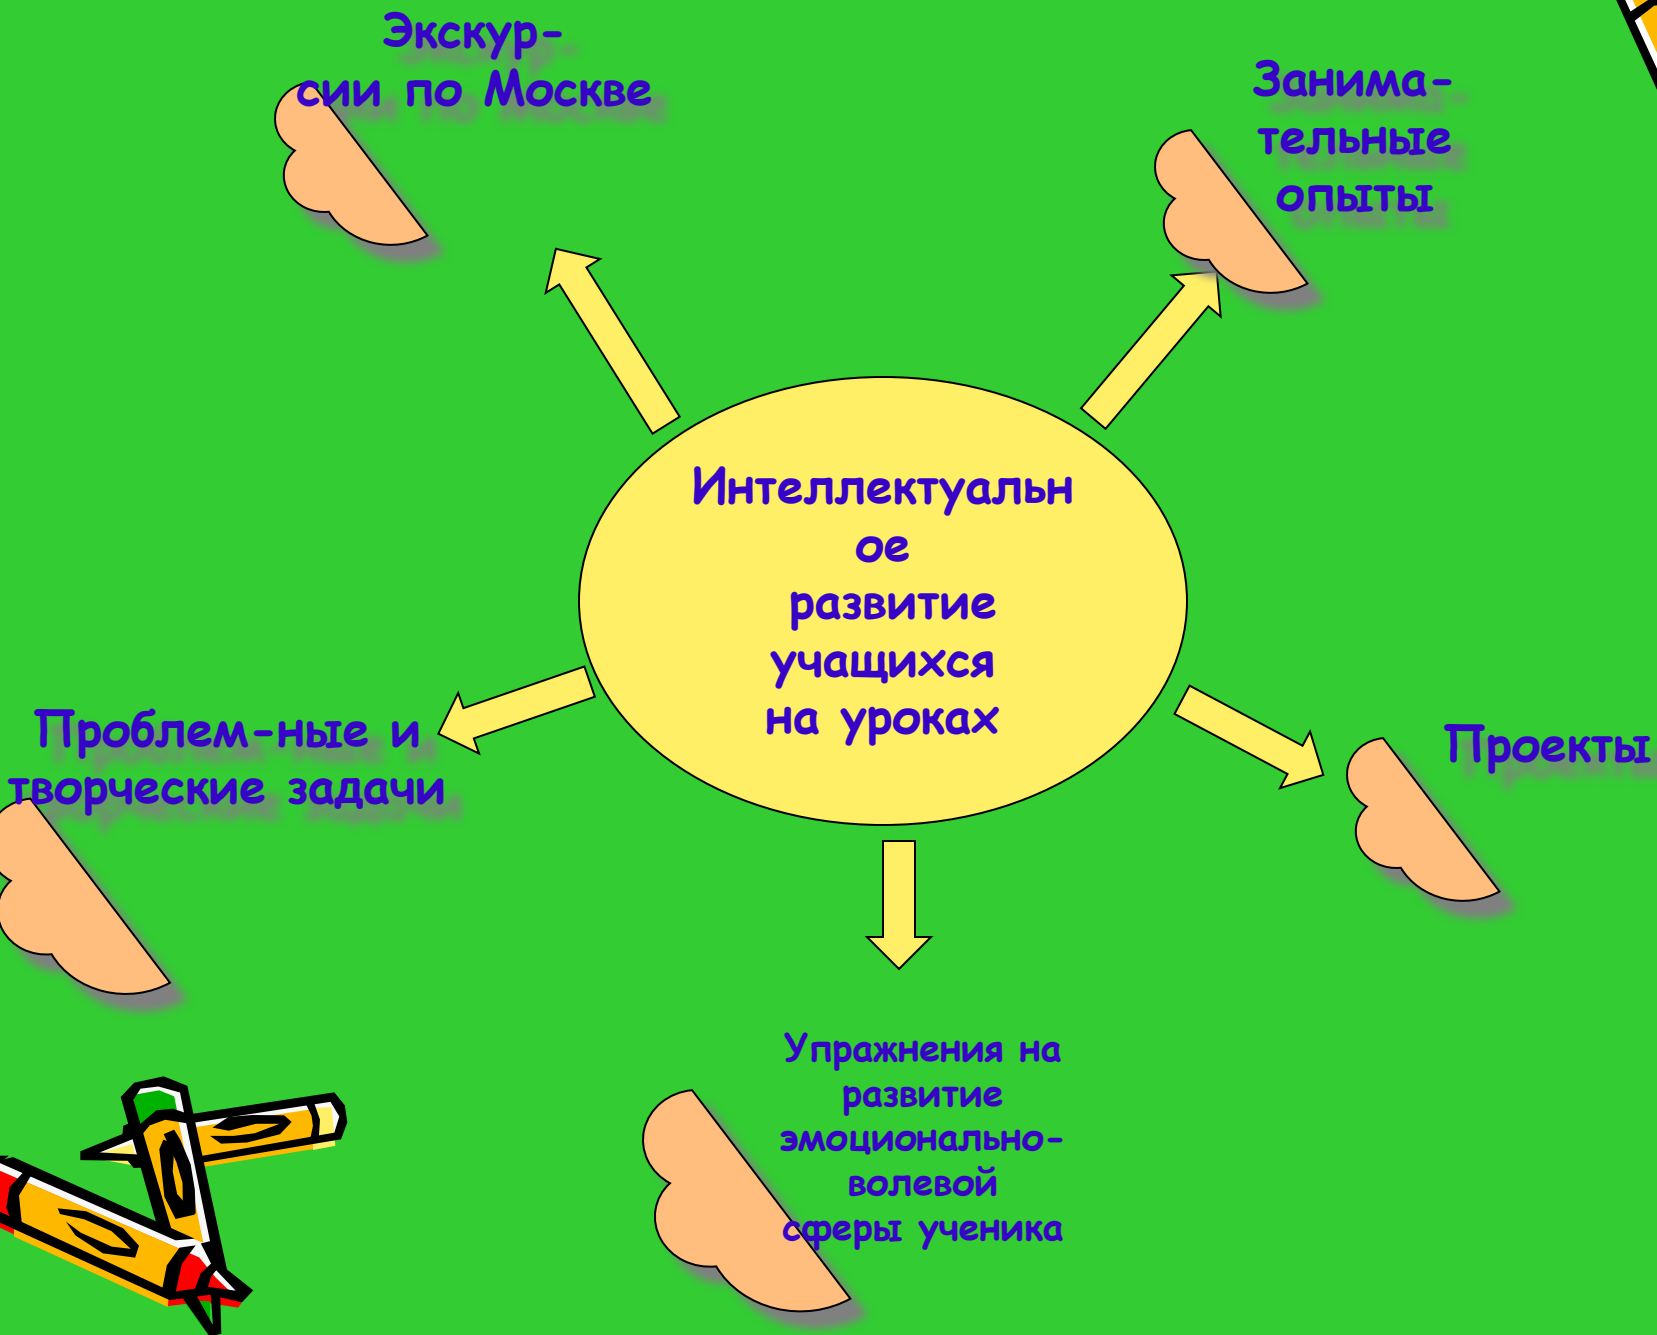 Экскур-
сии по Москве
Занима-
тельные
опыты
Интеллектуальн
ое
развитие
учащихся
на уроках
Проблем-ные и
творческие задачи
Проекты
Упражнения на
развитие
эмоционально-
волевой
сферы ученика